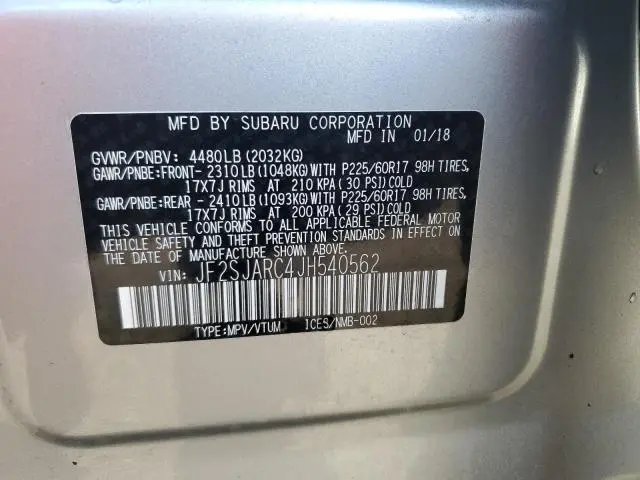 MFD BY SUBARU CORPORATION
MFD IN 01/18
GVWR/PNBV: 4480LB(2032KG)
GAWR/PNBE:FRONT- 2310LB(1048KG)WITH P225/60R17 98H TIRES,
17X7J RIMS AT 210 KPA(30 PSI)COLD
GAWR/PNBE:REAR - 2410LB(1093KG)WITH P225/60R17 98H TIRES,
17X7J RIMS AT 200 KPA(29 PSI)COLD
THIS VEHICLE CONFORMS TO ALL APPLICABLE FEDERAL MOTOR
VEHICLE SAFETY AND THEFT PREVENTION STANDARDS IN EFFECT ON
THE DATE OF MANUFACTURE SHOWN ABOVE.
VIN: JF2SJARC4JH540562
TYPE:MPV/VTUM ICES/NMB-002